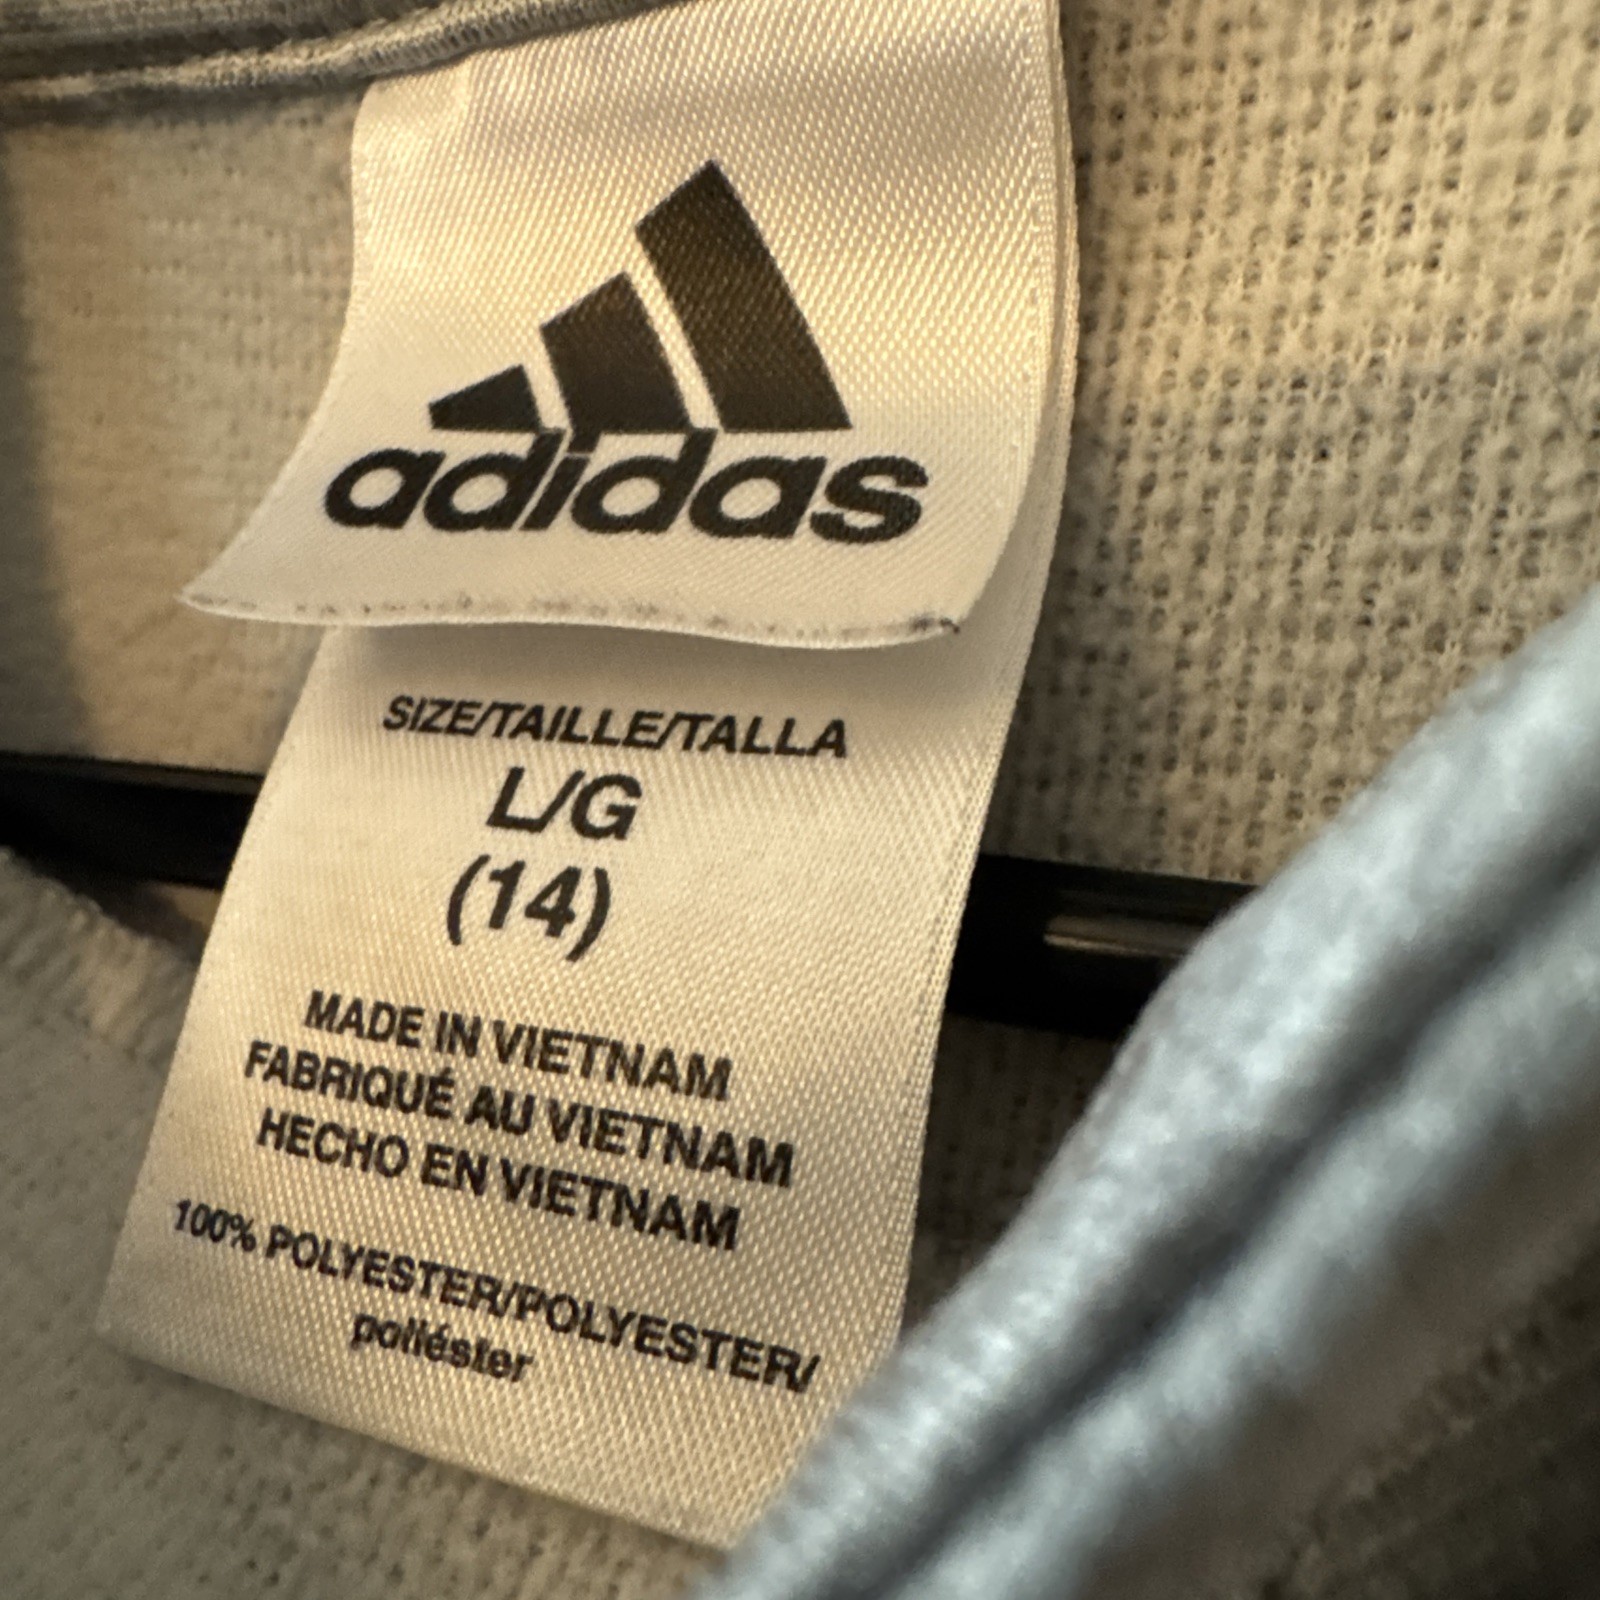 adidas
SIZE/TAILLE/TALLA
L/G
(14)
MADE IN VIETNAM
FABRIQUÉ AU VIETNAM
HECHO EN VIETNAM
100% POLYESTER/POLYESTER/
poliéster